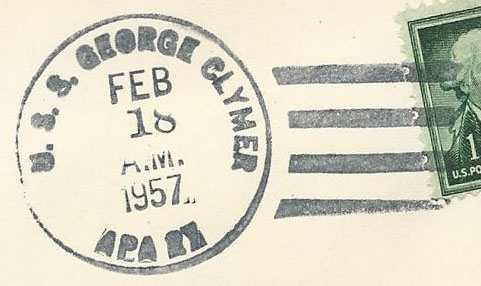 U. S. S. GEORGE CLYMER
FEB
18
A.M.
1957
APA 27
1
U.S. PO